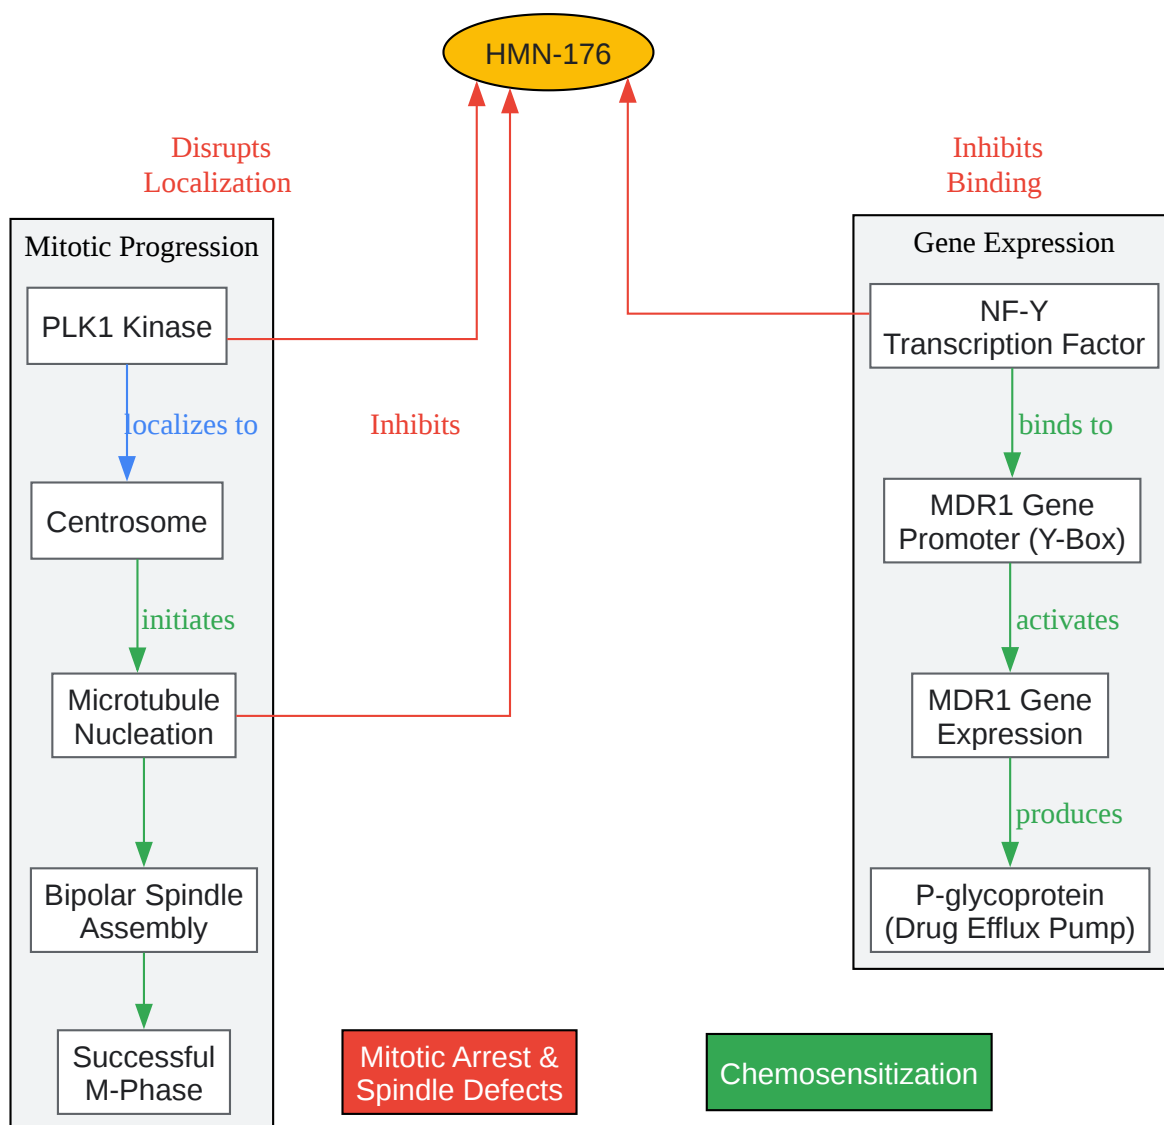 HMN-176
Disrupts
Localization
Inhibits
Binding
Mitotic Progression
PLK1 Kinase
localizes to
Centrosome
initiates
Microtubule
Nucleation
Bipolar Spindle
Assembly
Successful
M-Phase
Inhibits
Gene Expression
NF-Y
Transcription Factor
binds to
MDR1 Gene
Promoter (Y-Box)
activates
MDR1 Gene
Expression
produces
P-glycoprotein
(Drug Efflux Pump)
Mitotic Arrest &
Spindle Defects
Chemosensitization